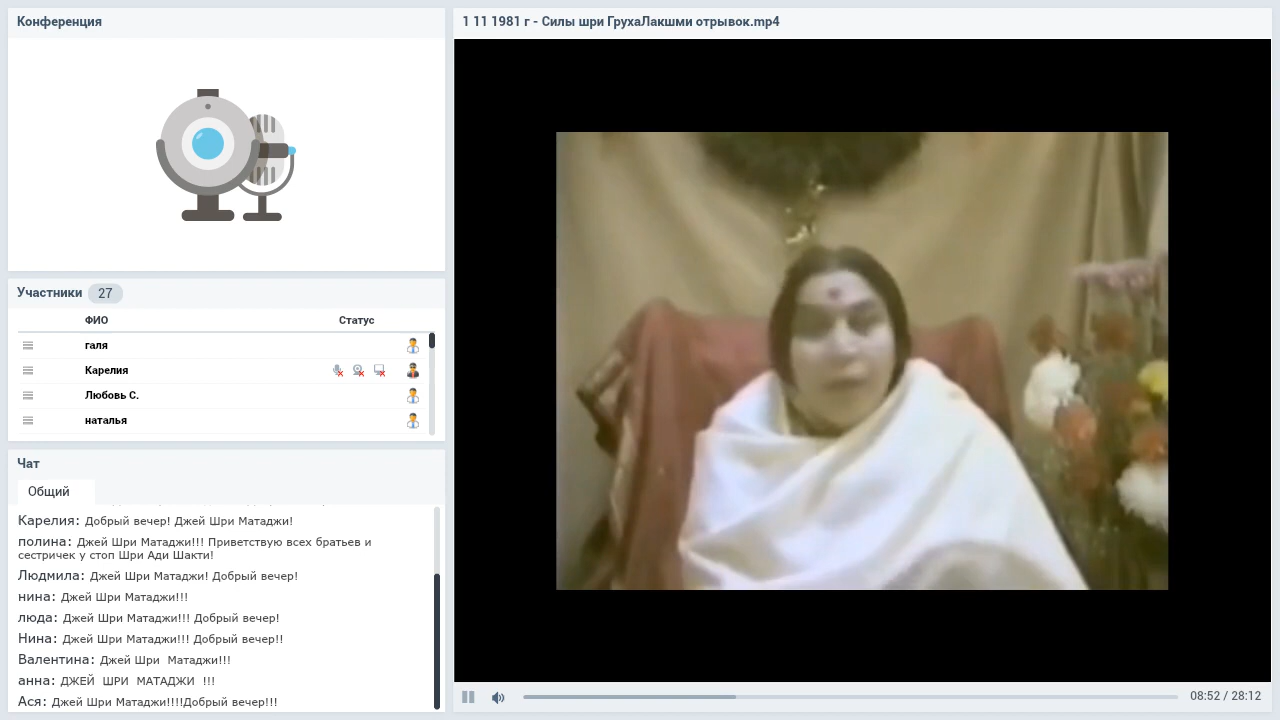 Конференция
1 11 1981 г - Силы шри ГрухаЛакшми отрывок.mp4
Участники 27
ФИО Статус
галя
Карелия
Любовь С.
наталья
Чат
Общий
Карелия: Добрый вечер! Джей Шри Матаджи!
полина: Джей Шри Матаджи!!! Приветствую всех братьев и
сестричек у стоп Шри Ади Шакти!
Людмила: Джей Шри Матаджи! Добрый вечер!
нина: Джей Шри Матаджи!!!
люда: Джей Шри Матаджи!!! Добрый вечер!
Нина: Джей Шри Матаджи!!! Добрый вечер!!
Валентина: Джей Шри  Матаджи!!!
анна: ДЖЕЙ  ШРИ  МАТАДЖИ  !!!
Ася: Джей Шри Матаджи!!!!Добрый вечер!!!
08:52 / 28:12